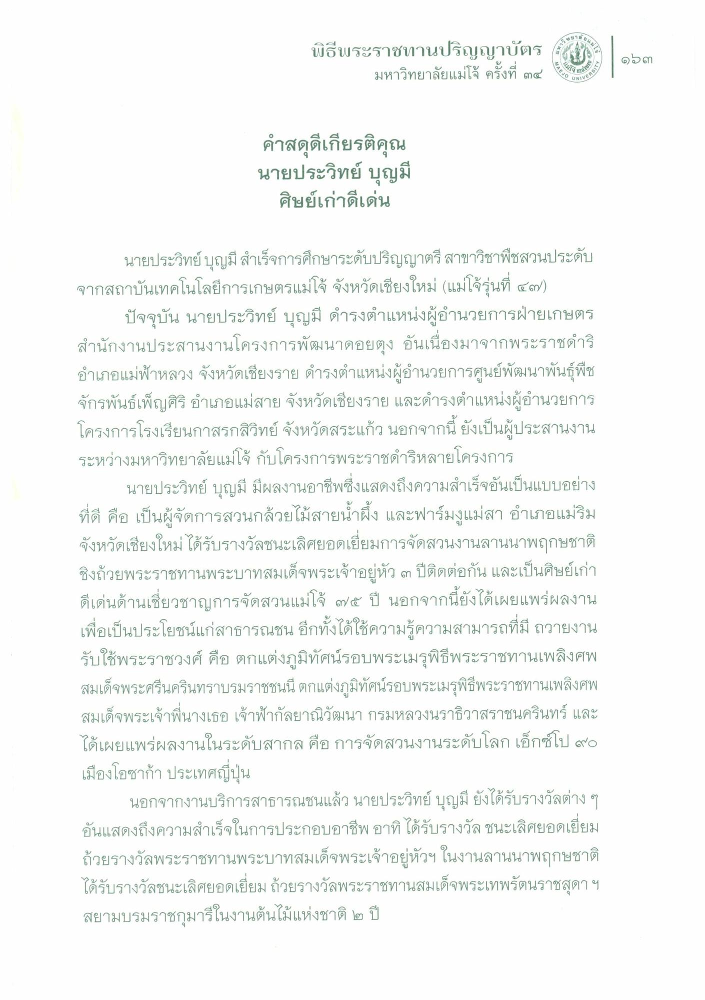 พิธีพระราชทานปริญญาบัตร
มหาวิทยาลัยแม่โจ้ ครั้งที่ ๓๔
มหาวิทยาลัยแม่โจ้
แม่โจ้ ๒๔๗๗
MAEJO UNIVERSITY
๑๖๓
คำสดุดีเกียรติคุณ
นายประวิทย์ บุญมี
ศิษย์เก่าดีเด่น
นายประวิทย์ บุญมี สำเร็จการศึกษาระดับปริญญาตรี สาขาวิชาพืชสวนประดับ
จากสถาบันเทคโนโลยีการเกษตรแม่โจ้ จังหวัดเชียงใหม่ (แม่โจ้รุ่นที่ ๔๗)
ปัจจุบัน นายประวิทย์ บุญมี ดำรงตำแหน่งผู้อำนวยการฝ่ายเกษตร
สำนักงานประสานงานโครงการพัฒนาดอยตุง อันเนื่องมาจากพระราชดำริ
อำเภอแม่ฟ้าหลวง จังหวัดเชียงราย ดำรงตำแหน่งผู้อำนวยการศูนย์พัฒนาพันธุ์พืช
จักรพันธ์เพ็ญศิริ อำเภอแม่สาย จังหวัดเชียงราย และดำรงตำแหน่งผู้อำนวยการ
โครงการโรงเรียนกาสรกสิวิทย์ จังหวัดสระแก้ว นอกจากนี้ ยังเป็นผู้ประสานงาน
ระหว่างมหาวิทยาลัยแม่โจ้ กับโครงการพระราชดำริหลายโครงการ
นายประวิทย์ บุญมี มีผลงานอาชีพซึ่งแสดงถึงความสำเร็จอันเป็นแบบอย่าง
ที่ดี คือ เป็นผู้จัดการสวนกล้วยไม้สายน้ำผึ้ง และฟาร์มงูแม่สา อำเภอแม่ริม
จังหวัดเชียงใหม่ ได้รับรางวัลชนะเลิศยอดเยี่ยมการจัดสวนงานลานนาพฤกษชาติ
ชิงถ้วยพระราชทานพระบาทสมเด็จพระเจ้าอยู่หัว ๓ ปีติดต่อกัน และเป็นศิษย์เก่า
ดีเด่นด้านเชี่ยวชาญการจัดสวนแม่โจ้ ๗๕ ปี นอกจากนี้ยังได้เผยแพร่ผลงาน
เพื่อเป็นประโยชน์แก่สาธารณชน อีกทั้งได้ใช้ความรู้ความสามารถที่มี ถวายงาน
รับใช้พระราชวงศ์ คือ ตกแต่งภูมิทัศน์รอบพระเมรุพิธีพระราชทานเพลิงศพ
สมเด็จพระศรีนครินทราบรมราชชนนี ตกแต่งภูมิทัศน์รอบพระเมรุพิธีพระราชทานเพลิงศพ
สมเด็จพระเจ้าพี่นางเธอ เจ้าฟ้ากัลยาณิวัฒนา กรมหลวงนราธิวาสราชนครินทร์ และ
ได้เผยแพร่ผลงานในระดับสากล คือ การจัดสวนงานระดับโลก เอ็กซ์โป ๙๐
เมืองโอซาก้า ประเทศญี่ปุ่น
นอกจากงานบริการสาธารณชนแล้ว นายประวิทย์ บุญมี ยังได้รับรางวัลต่าง ๆ
อันแสดงถึงความสำเร็จในการประกอบอาชีพ อาทิ ได้รับรางวัล ชนะเลิศยอดเยี่ยม
ถ้วยรางวัลพระราชทานพระบาทสมเด็จพระเจ้าอยู่หัวฯ ในงานลานนาพฤกษชาติ
ได้รับรางวัลชนะเลิศยอดเยี่ยม ถ้วยรางวัลพระราชทานสมเด็จพระเทพรัตนราชสุดา ฯ
สยามบรมราชกุมารีในงานต้นไม้แห่งชาติ ๒ ปี